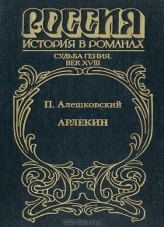 РОССИЯ
ИСТОРИЯ В РОМАНАХ
СУДЬБА ГЕНИЯ.
ВЕК XVIII
П. Алешковский
АРЛЕКИН